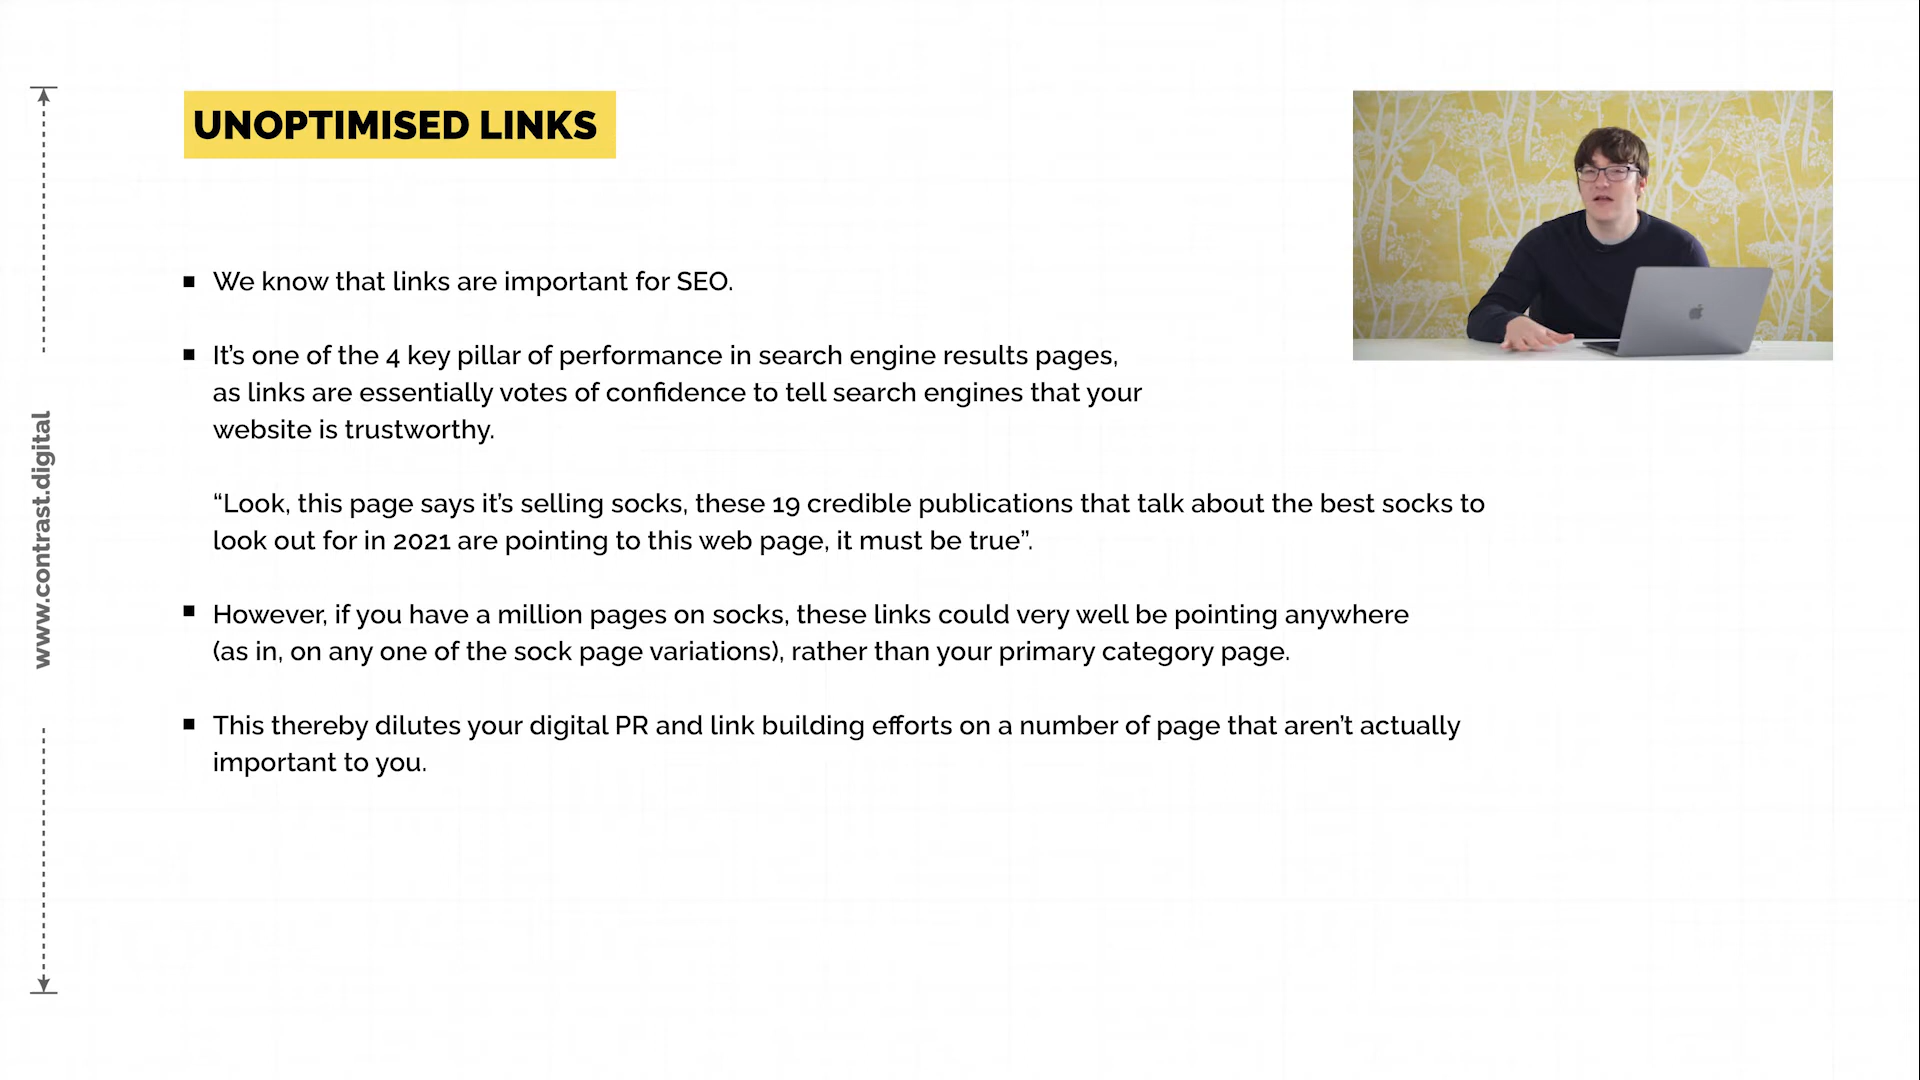 UNOPTIMISED LINKS
We know that links are important for SEO.
It's one of the 4 key pillar of performance in search engine results pages,
as links are essentially votes of confidence to tell search engines that your
website is trustworthy.
“Look, this page says it's selling socks, these 19 credible publications that talk about the best socks to
look out for in 2021 are pointing to this web page, it must be true”.
However, if you have a million pages on socks, these links could very well be pointing anywhere
(as in, on any one of the sock page variations), rather than your primary category page.
This thereby dilutes your digital PR and link building efforts on a number of page that aren't actually
important to you.
www.contrast.digital